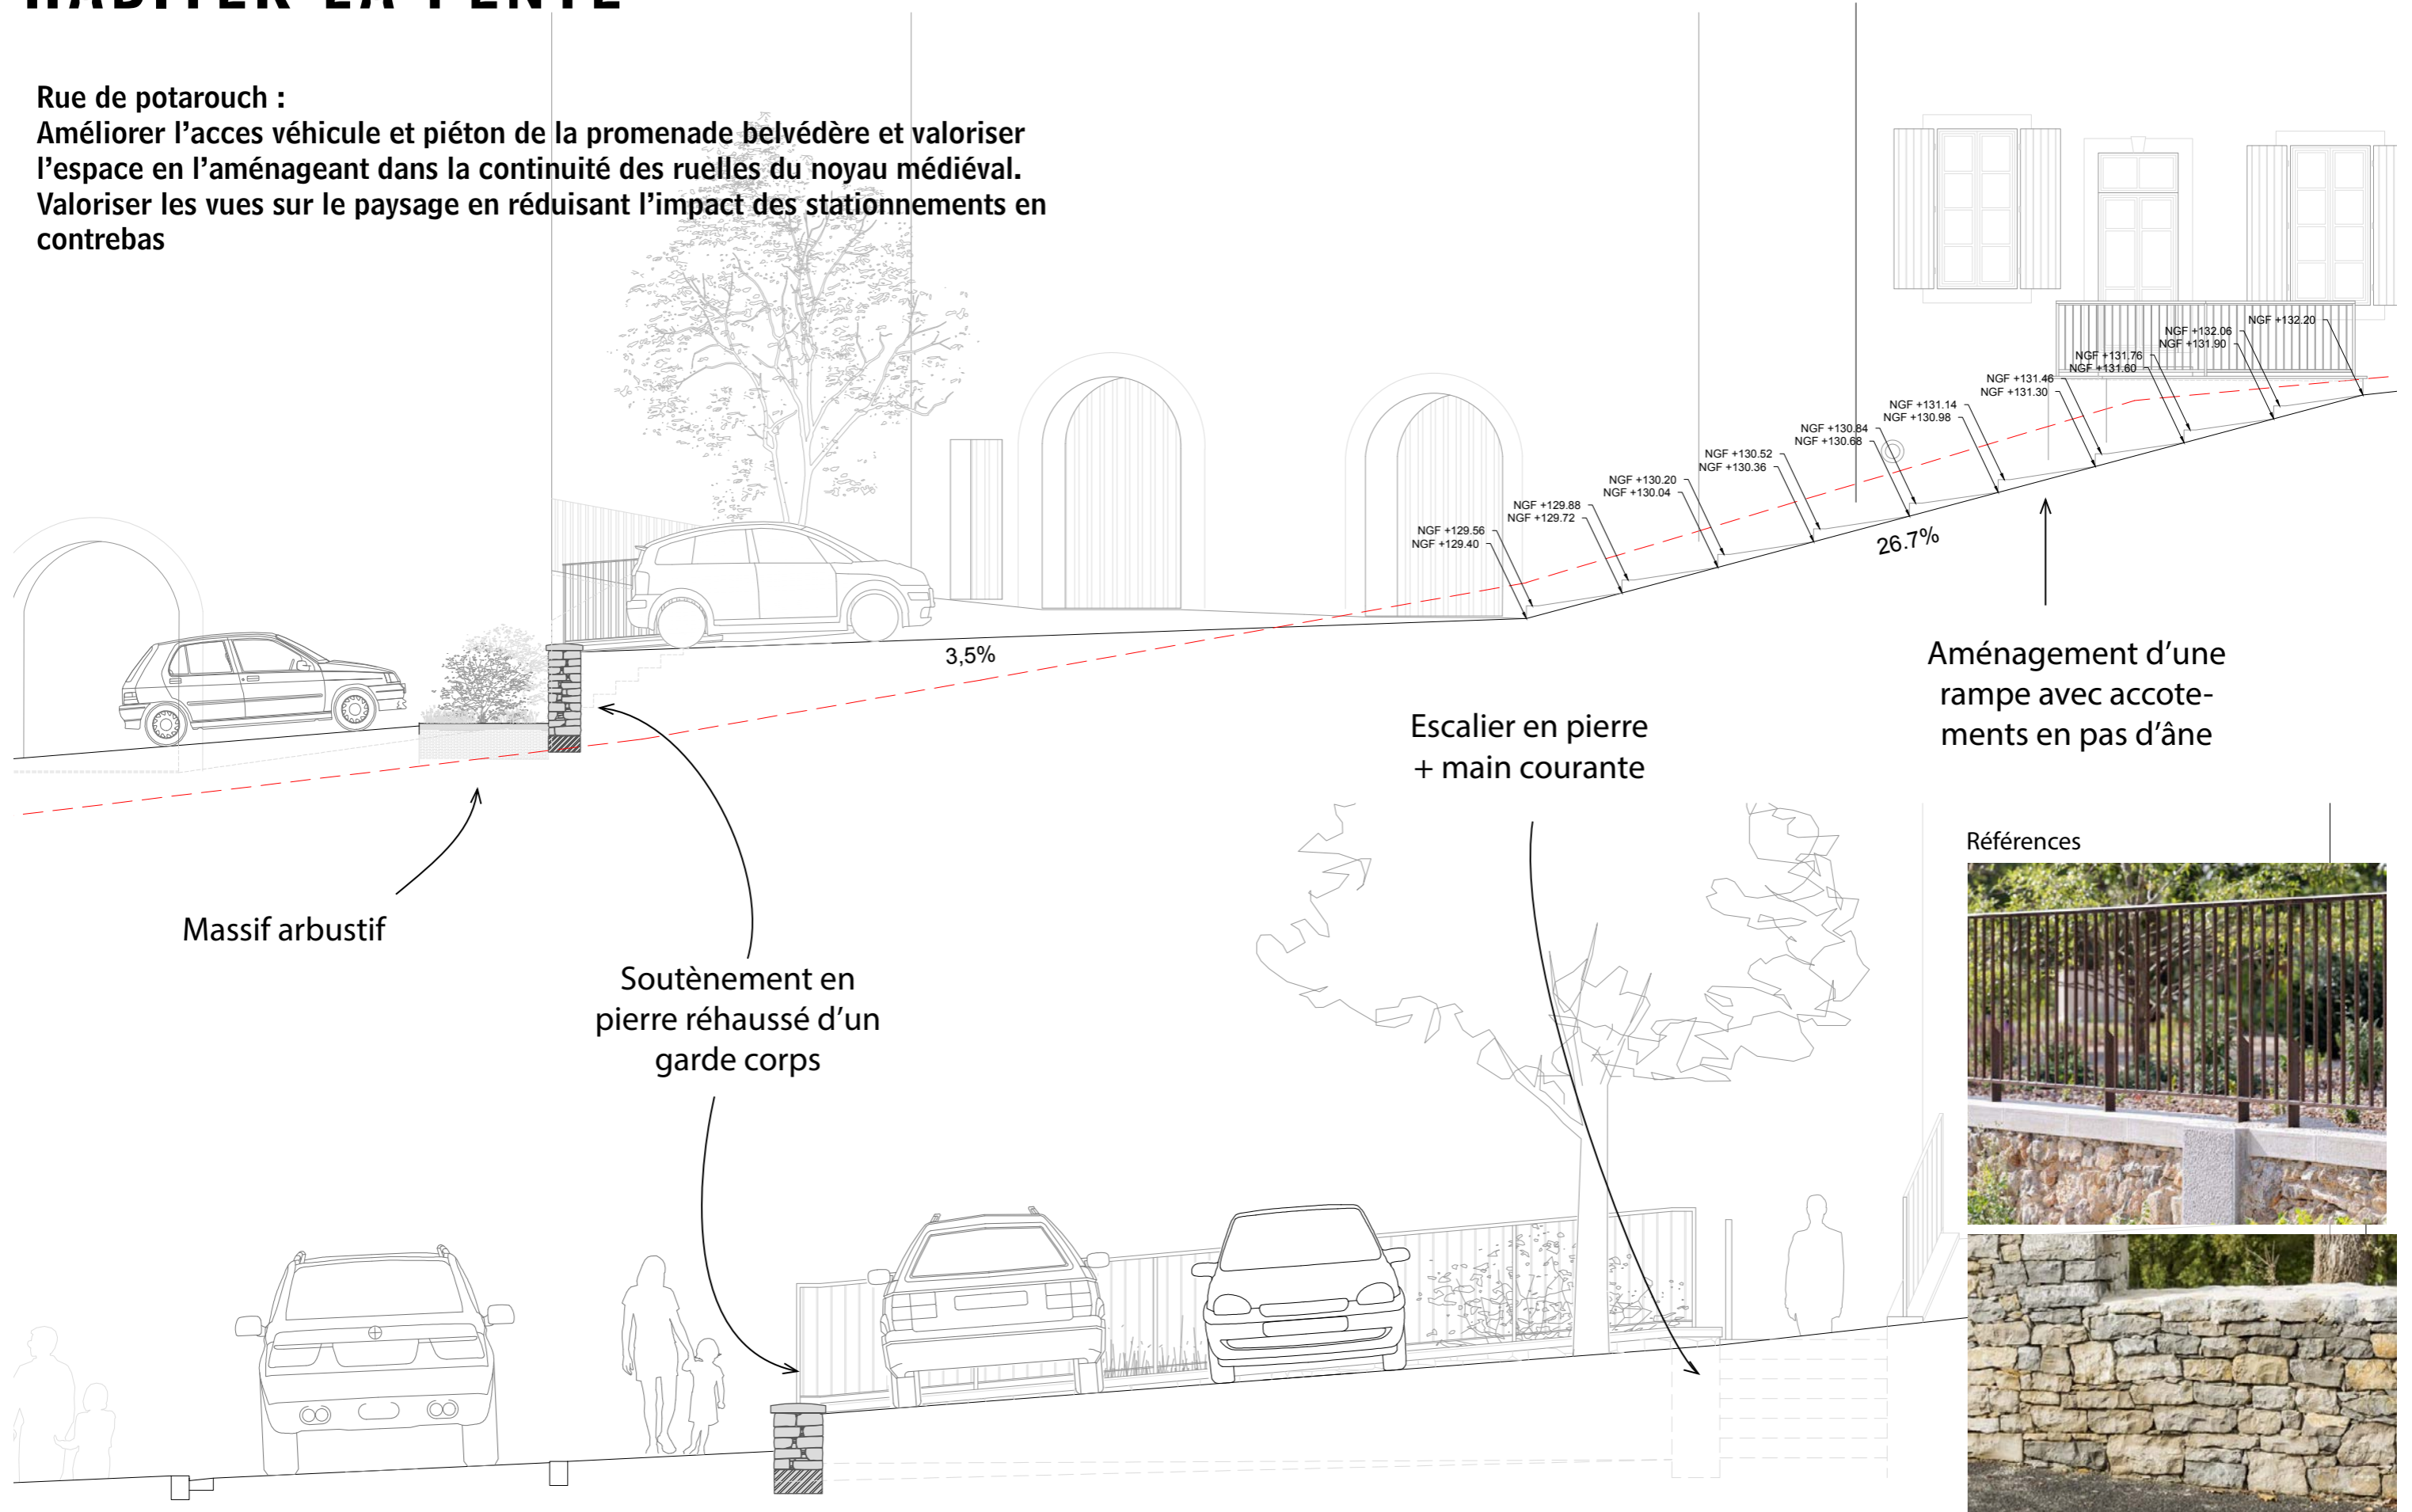 HABITER LA PENTE
Rue de potarouch :
Améliorer l'acces véhicule et piéton de la promenade belvédère et valoriser
l'espace en l'aménageant dans la continuité des ruelles du noyau médiéval.
Valoriser les vues sur le paysage en réduisant l'impact des stationnements en
contrebas
NGF +132.20
NGF +132.06
NGF +131.90
NGF +131.76
NGF +131.60
NGF +131.46
NGF +131.30
NGF +131.14
NGF +130.98
NGF +130.84
NGF +130.68
NGF +130.52
NGF +130.36
NGF +130.20
NGF +130.04
NGF +129.88
NGF +129.72
NGF +129.56
NGF +129.40
26.7%
3,5%
Aménagement d'une
rampe avec accote-
ments en pas d'âne
Escalier en pierre
+ main courante
Massif arbustif
Soutènement en
pierre réhaussé d'un
garde corps
Références